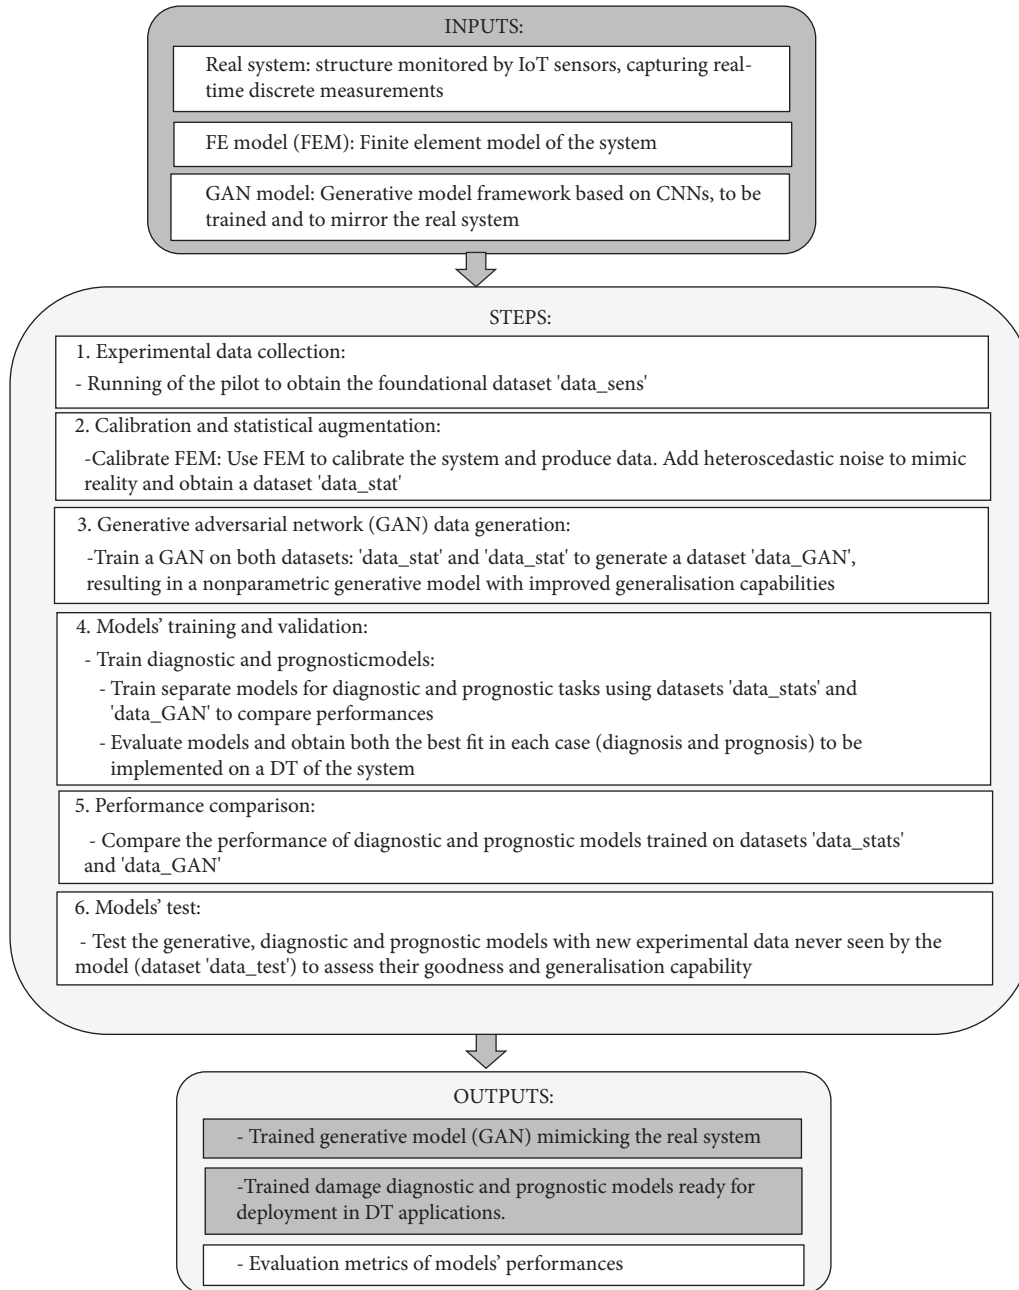 INPUTS:
Real system: structure monitored by IoT sensors, capturing real-
time discrete measurements
FE model (FEM): Finite element model of the system
GAN model: Generative model framework based on CNNs, to be
trained and to mirror the real system
STEPS:
1. Experimental data collection:
- Running of the pilot to obtain the foundational dataset 'data_sens'
2. Calibration and statistical augmentation:
-Calibrate FEM: Use FEM to calibrate the system and produce data. Add heteroscedastic noise to mimic
reality and obtain a dataset 'data_stat'
3. Generative adversarial network (GAN) data generation:
-Train a GAN on both datasets: 'data_stat' and 'data_stat' to generate a dataset 'data_GAN',
resulting in a nonparametric generative model with improved generalisation capabilities
4. Models’ training and validation:
- Train diagnostic and prognosticmodels:
- Train separate models for diagnostic and prognostic tasks using datasets 'data_stats' and
'data_GAN' to compare performances
- Evaluate models and obtain both the best fit in each case (diagnosis and prognosis) to be
implemented on a DT of the system
5. Performance comparison:
- Compare the performance of diagnostic and prognostic models trained on datasets 'data_stats'
and 'data_GAN'
6. Models’ test:
- Test the generative, diagnostic and prognostic models with new experimental data never seen by the
model (dataset 'data_test') to assess their goodness and generalisation capability
OUTPUTS:
- Trained generative model (GAN) mimicking the real system
-Trained damage diagnostic and prognostic models ready for
deployment in DT applications.
- Evaluation metrics of models’ performances